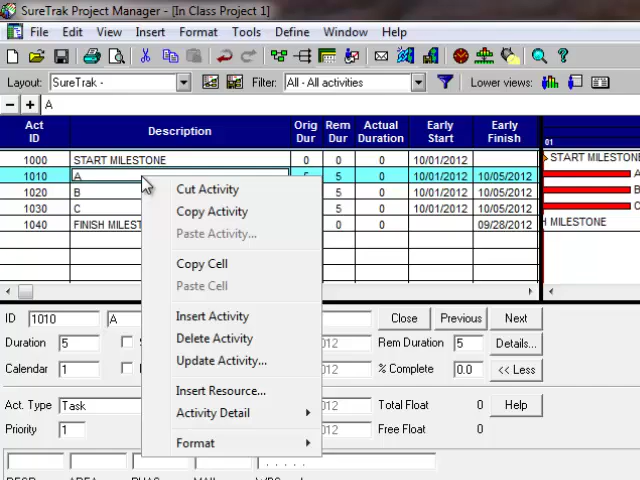 SureTrak Project Manager - [In Class Project 1]
File Edit View Insert Format Tools Define Window Help
Layout: SureTrak - Filter: All - All activities Lower views:
A
Act ID Description Orig Dur Rem Dur Actual Duration Early Start Early Finish 01
1000 START MILESTONE 0 0 0 10/01/2012 START MILESTONE
1010 A 5 0 10/01/2012 10/05/2012 A
1020 B 5 0 10/01/2012 10/05/2012 B
1030 C 5 0 10/01/2012 10/05/2012 C
1040 FINISH MILEST 0 0 09/28/2012 H MILESTONE
Cut Activity
Copy Activity
Paste Activity...
Copy Cell
Paste Cell
Insert Activity
Delete Activity
Update Activity...
Insert Resource...
Activity Detail
Format
ID 1010 A Close Previous Next
Duration 5 012 Rem Duration 5 Details...
Calendar 1 012 % Complete 0.0 << Less
Act. Type Task 012 Total Float 0 Help
Priority 1 012 Free Float 0